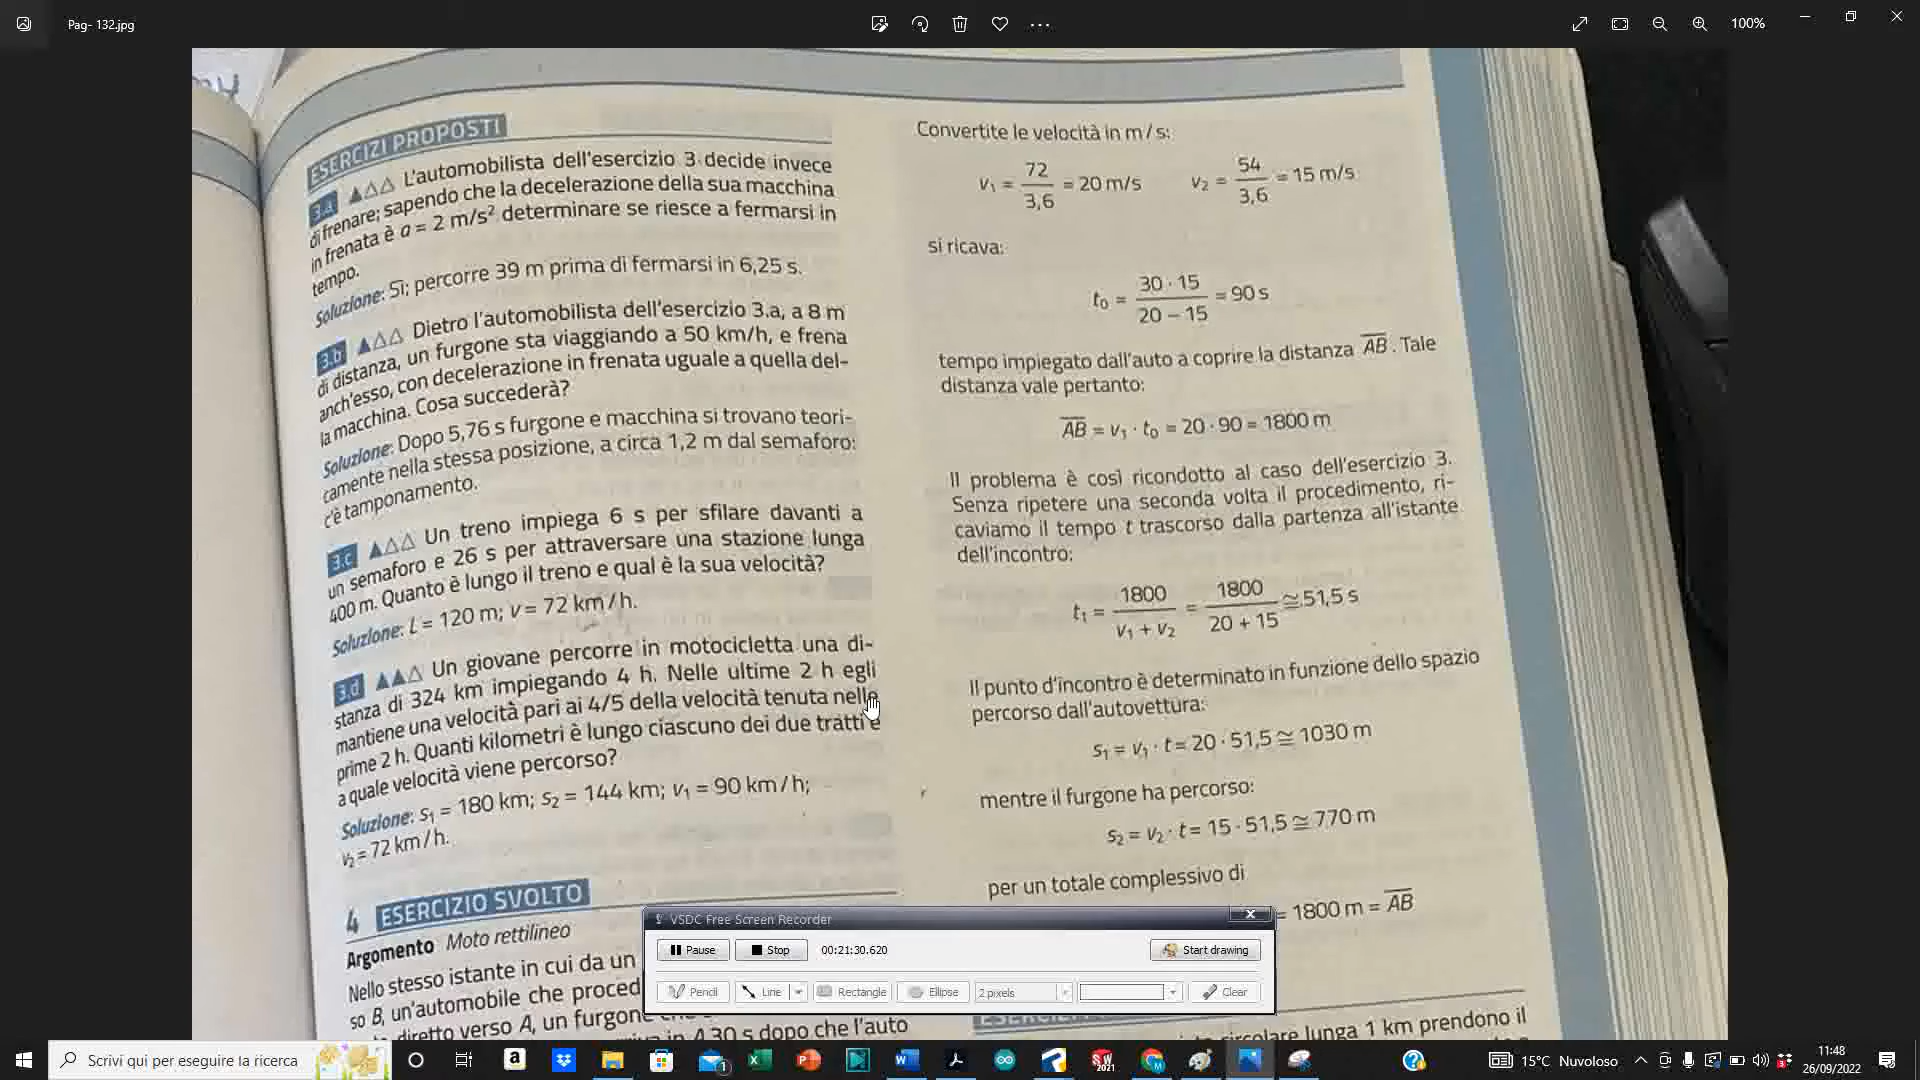 Pag- 132.jpg
100%
ESERCIZI PROPOSTI
3.a L'automobilista dell'esercizio 3 decide invece
di frenare; sapendo che la decelerazione della sua macchina
in frenata è a = 2 m/s² determinare se riesce a fermarsi in
tempo.
Soluzione: Sì; percorre 39 m prima di fermarsi in 6,25 s.
3.b Dietro l'automobilista dell'esercizio 3.a, a 8 m
di distanza, un furgone sta viaggiando a 50 km/h, e frena
anch'esso, con decelerazione in frenata uguale a quella del-
la macchina. Cosa succederà?
Soluzione: Dopo 5,76 s furgone e macchina si trovano teori-
camente nella stessa posizione, a circa 1,2 m dal semaforo:
c'è tamponamento.
3.c Un treno impiega 6 s per sfilare davanti a
un semaforo e 26 s per attraversare una stazione lunga
400 m. Quanto è lungo il treno e qual è la sua velocità?
Soluzione: L = 120 m; v = 72 km/h.
3.d Un giovane percorre in motocicletta una di-
stanza di 324 km impiegando 4 h. Nelle ultime 2 h egli
mantiene una velocità pari ai 4/5 della velocità tenuta nelle
prime 2 h. Quanti kilometri è lungo ciascuno dei due tratti e
a quale velocità viene percorso?
Soluzione: s₁ = 180 km; s₂ = 144 km; v₁ = 90 km/h;
v₂ = 72 km/h.
4 ESERCIZIO SVOLTO
Argomento Moto rettilineo
Nello stesso istante in cui da un
so B, un'automobile che proced
diretto verso A, un furgone
in A 30 s dopo che l'auto
Convertite le velocità in m/s:
v₁ = 72/3,6 = 20 m/s v₂ = 54/3,6 = 15 m/s
si ricava:
t₀ = 30 · 15 / 20 − 15 = 90 s
tempo impiegato dall'auto a coprire la distanza AB. Tale
distanza vale pertanto:
AB = v₁ · t₀ = 20 · 90 = 1800 m
Il problema è così ricondotto al caso dell'esercizio 3.
Senza ripetere una seconda volta il procedimento, ri-
caviamo il tempo t trascorso dalla partenza all'istante
dell'incontro:
t₁ = 1800 / v₁ + v₂ = 1800 / 20 + 15 ≅ 51,5 s
Il punto d'incontro è determinato in funzione dello spazio
percorso dall'autovettura:
s₁ = v₁ · t = 20 · 51,5 ≅ 1030 m
mentre il furgone ha percorso:
s₂ = v₂ · t = 15 · 51,5 ≅ 770 m
per un totale complessivo di
= 1800 m = AB
circolare lunga 1 km prendono il
VSDC Free Screen Recorder
Pause Stop 00:21:30.620 Start drawing
Pencil Line Rectangle Ellipse 2 pixels Clear
Scrivi qui per eseguire la ricerca
15°C Nuvoloso
11:48
26/09/2022